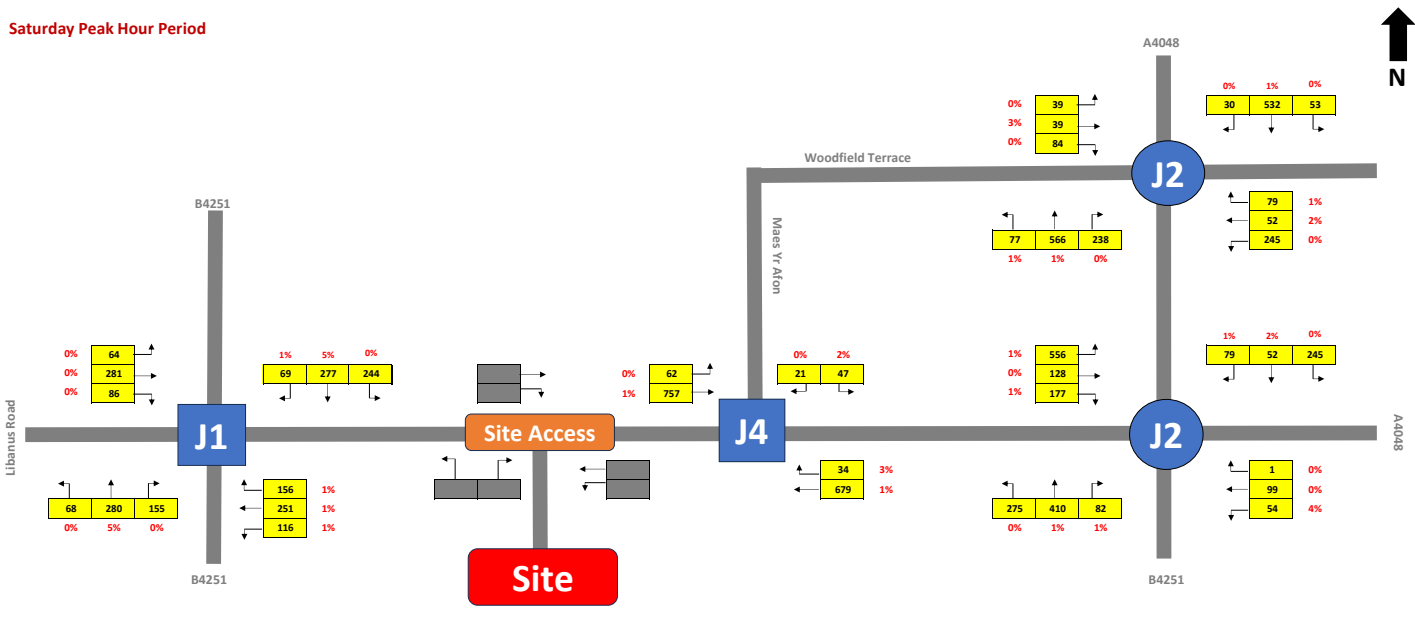 Saturday Peak Hour Period
N
A4048
0% 1% 0%
30 532 53
0% 39
3% 39
0% 84
Woodfield Terrace
J2
79 1%
52 2%
245 0%
77 566 238
1% 1% 0%
B4251
Maes Yr Afon
0% 64
0% 281
0% 86
1% 5% 0%
69 277 244
0% 62
1% 757
0% 2%
21 47
1% 556
0% 128
1% 177
1% 2% 0%
79 52 245
Libanus Road
J1
Site Access
J4
J2
A4048
68 280 155
0% 5% 0%
156 1%
251 1%
116 1%
34 3%
679 1%
275 410 82
0% 1% 1%
1 0%
99 0%
54 4%
B4251
Site
B4251